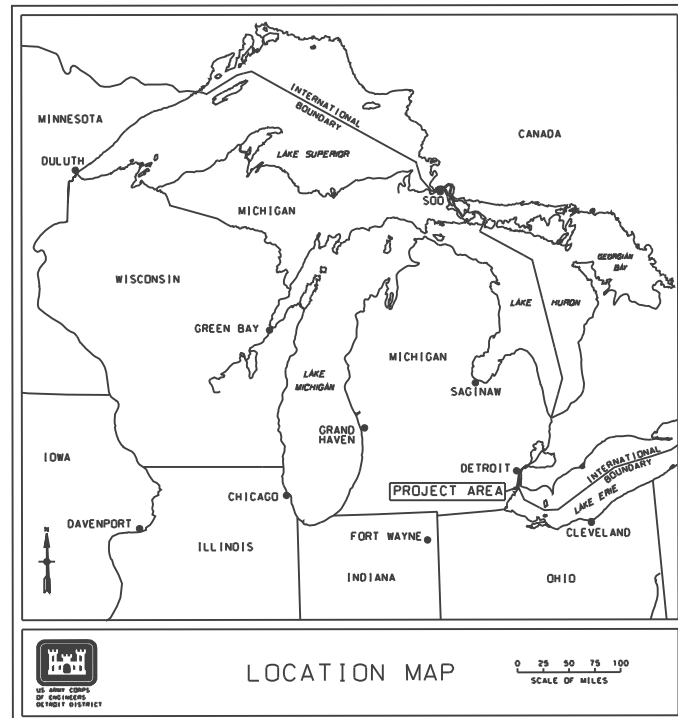 MINNESOTA
INTERNATIONAL
BOUNDARY
CANADA
DULUTH
LAKE SUPERIOR
SOO
MICHIGAN
GEORGIAN
BAY
WISCONSIN
LAKE HURON
GREEN BAY
MICHIGAN
LAKE
MICHIGAN
SAGINAW
GRAND
HAVEN
IOWA
DETROIT
INTERNATIONAL
BOUNDARY
PROJECT AREA
LAKE ERIE
CHICAGO
DAVENPORT
CLEVELAND
N
FORT WAYNE
ILLINOIS
INDIANA
OHIO
US ARMY CORPS
OF ENGINEERS
DETROIT DISTRICT
LOCATION MAP
0 25 50 75 100
SCALE OF MILES